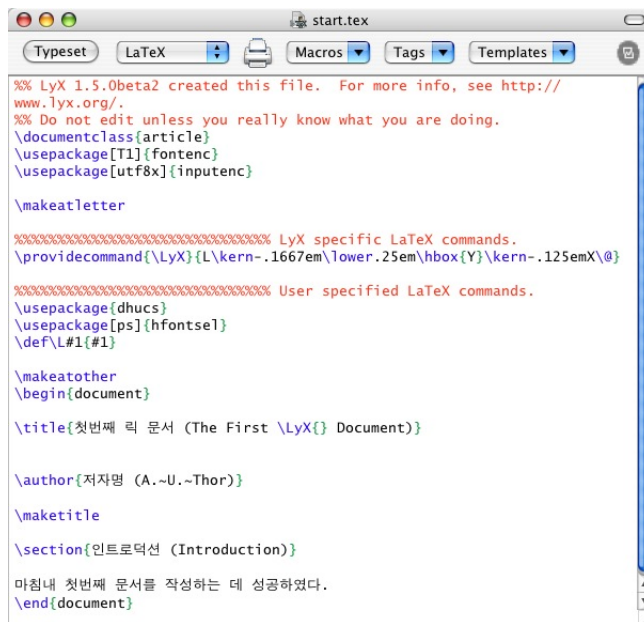 start.tex
Typeset LaTeX Macros Tags Templates
%% LyX 1.5.0beta2 created this file.  For more info, see http://
www.lyx.org/.
%% Do not edit unless you really know what you are doing.
\documentclass{article}
\usepackage[T1]{fontenc}
\usepackage[utf8x]{inputenc}
\makeatletter
%%%%%%%%%%%%%%%%%%%%%%%%%%%%%% LyX specific LaTeX commands.
\providecommand{\LyX}{L\kern-.1667em\lower.25em\hbox{Y}\kern-.125emX\@}
%%%%%%%%%%%%%%%%%%%%%%%%%%%%%% User specified LaTeX commands.
\usepackage{dhucs}
\usepackage[ps]{hfontsel}
\def\L#1{#1}
\makeatother
\begin{document}
\title{첫번째 릭 문서 (The First \LyX{} Document)}
\author{저자명 (A.~U.~Thor)}
\maketitle
\section{인트로덕션 (Introduction)}
마침내 첫번째 문서를 작성하는 데 성공하였다.
\end{document}